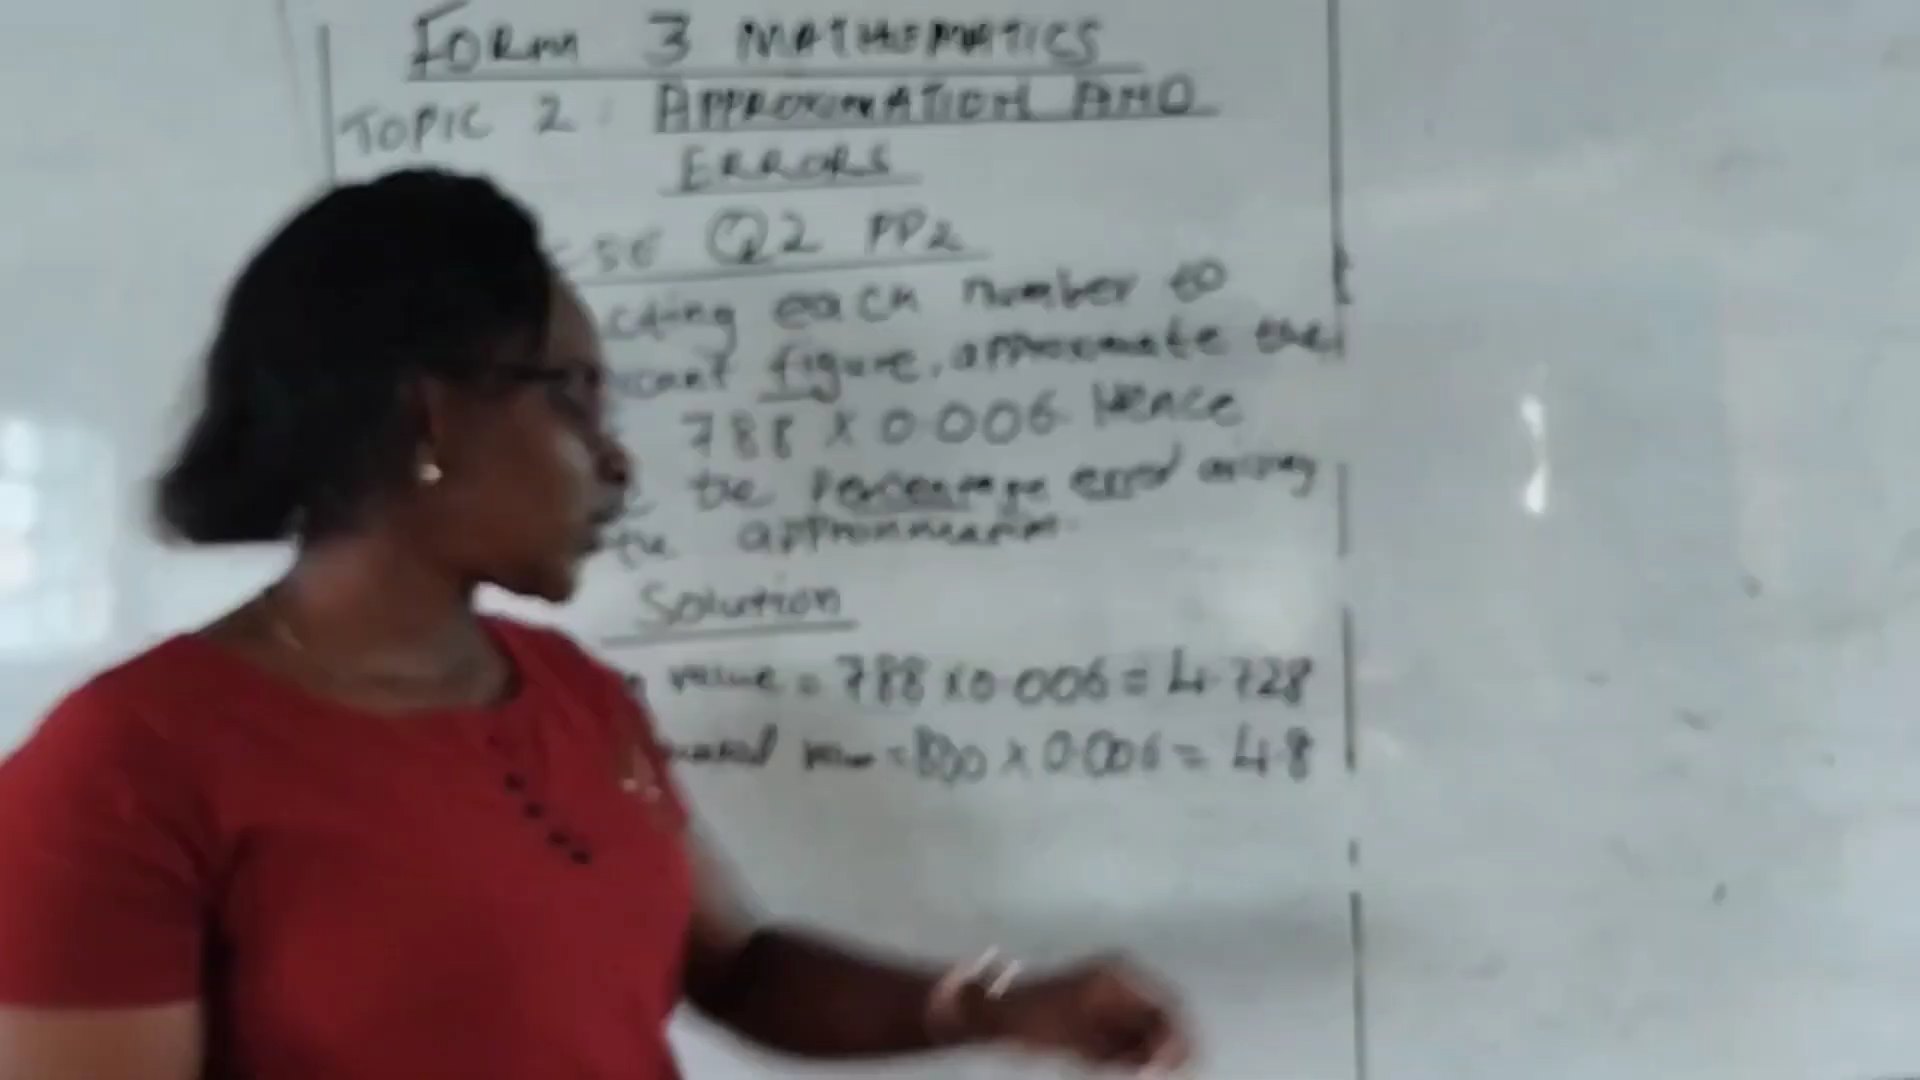 FORM 3 MATHEMATICS
TOPIC 2: APPROXIMATION AND
ERRORS
CSE Q2 PP2
each number to
figure, approximate the
788 x 0.006. Hence
the percentage error arising
approximation.
Solution
value = 788 x 0.006 = 4.728
= 800 x 0.006 = 4.8